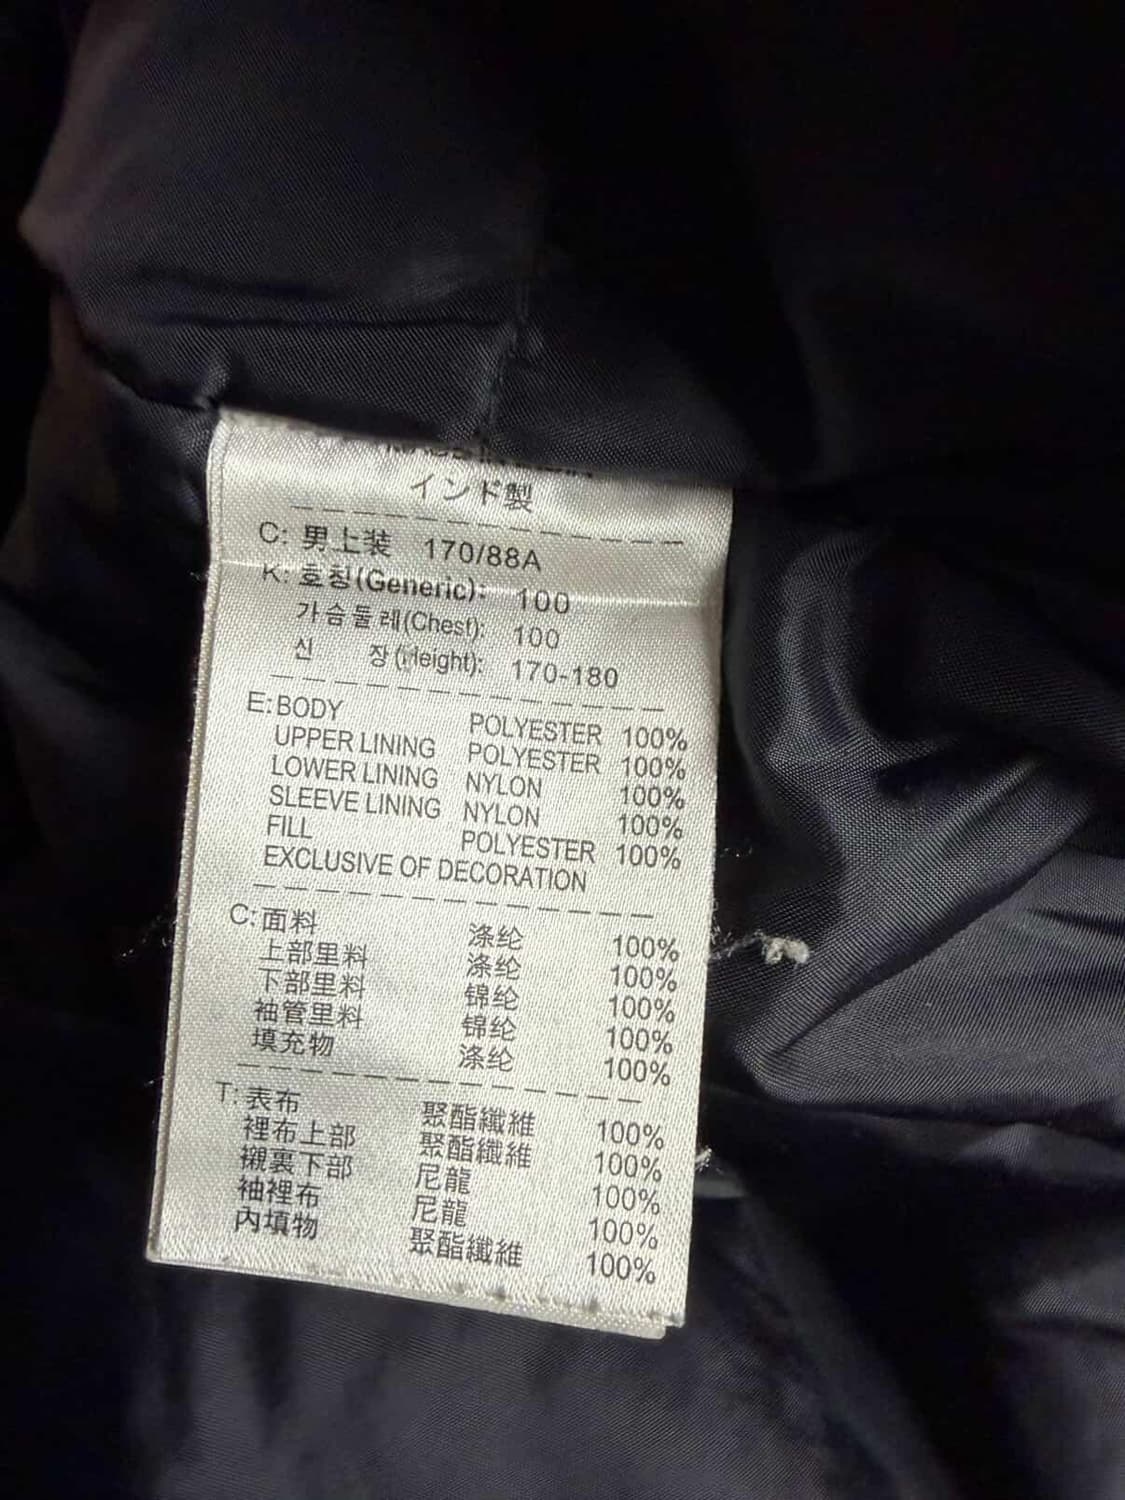 インド製
C: 男上装 170/88A
K: 호칭(Generic): 100
가슴둘레(Chest): 100
신 장(Height): 170-180
E: BODY POLYESTER 100%
UPPER LINING POLYESTER 100%
LOWER LINING NYLON 100%
SLEEVE LINING NYLON 100%
FILL POLYESTER 100%
EXCLUSIVE OF DECORATION
C: 面料 涤纶 100%
上部里料 涤纶 100%
下部里料 锦纶 100%
袖管里料 锦纶 100%
填充物 涤纶 100%
T: 表布 聚酯纖維 100%
裡布上部 聚酯纖維 100%
襯裏下部 尼龍 100%
袖裡布 尼龍 100%
內填物 聚酯纖維 100%